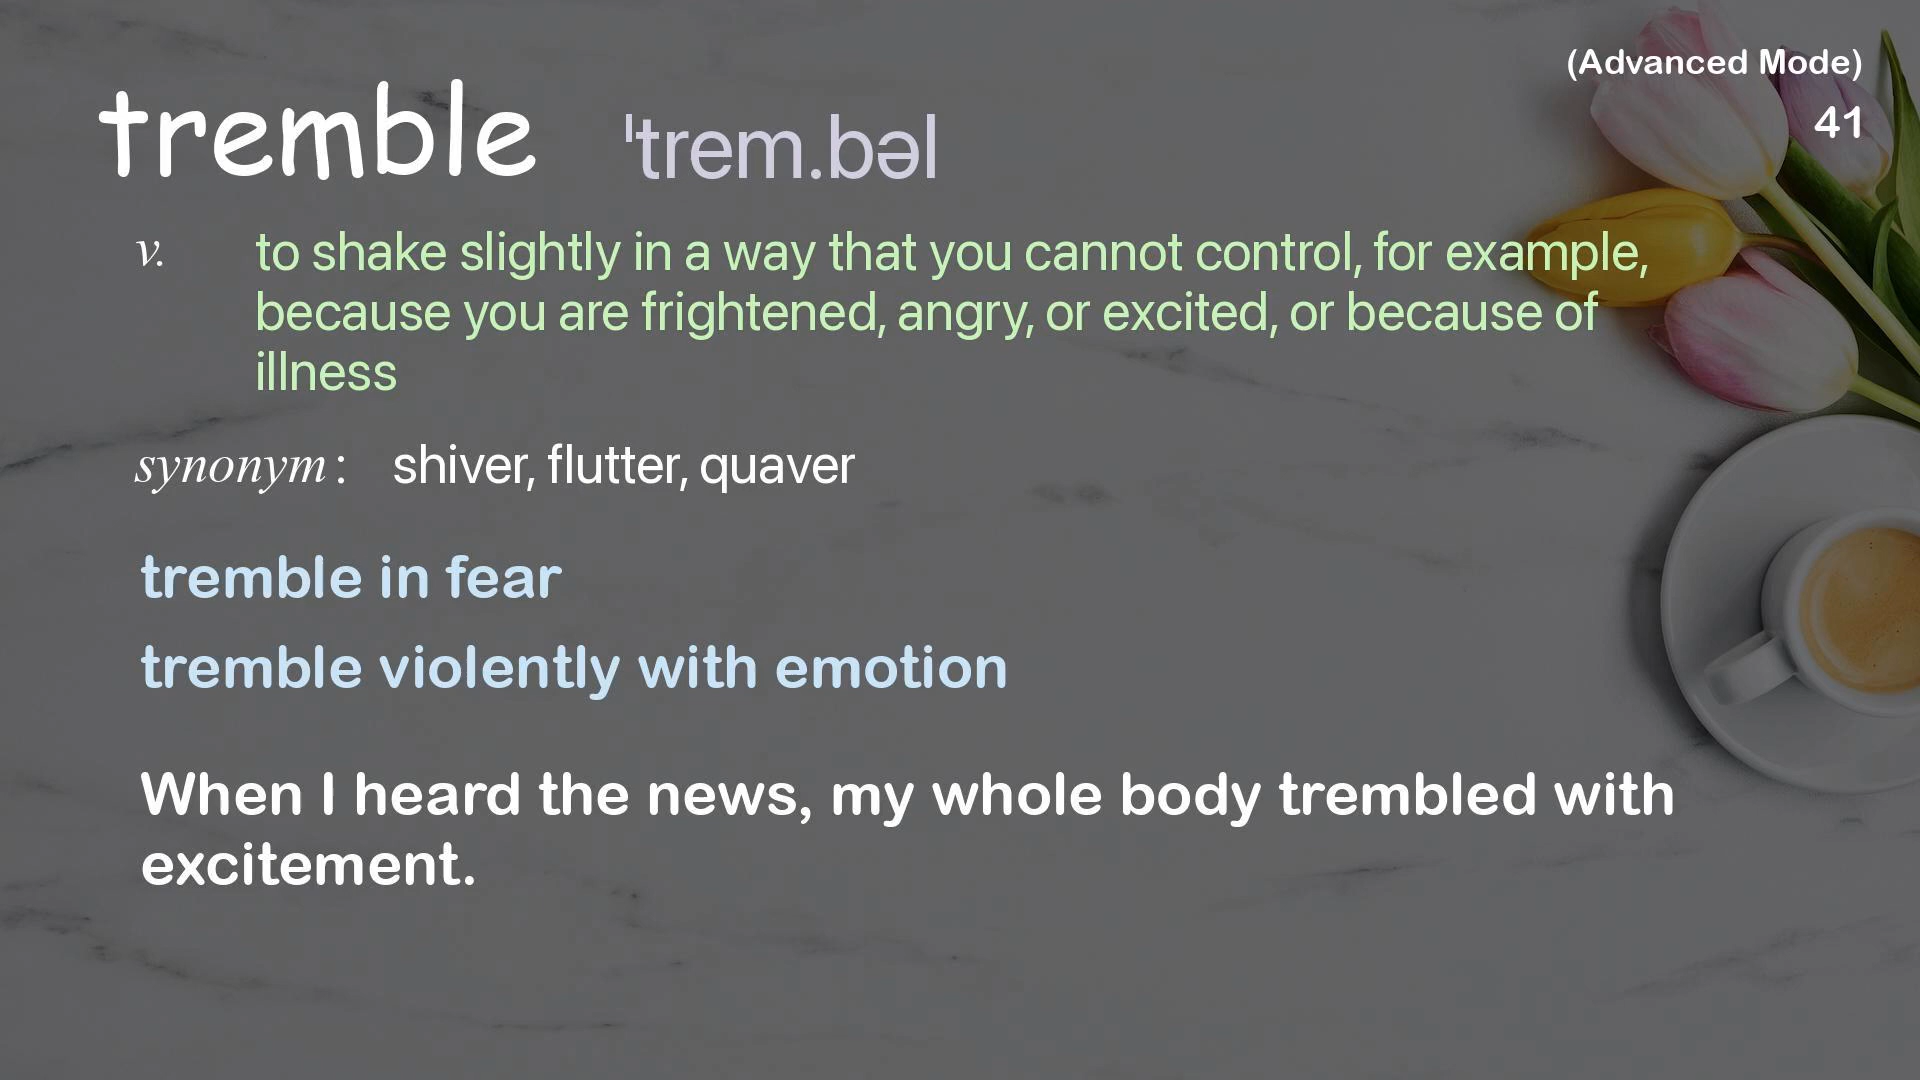 (Advanced Mode)
tremble ˈtrem.bəl
41
v. to shake slightly in a way that you cannot control, for example,
because you are frightened, angry, or excited, or because of
illness
synonym: shiver, flutter, quaver
tremble in fear
tremble violently with emotion
When I heard the news, my whole body trembled with
excitement.